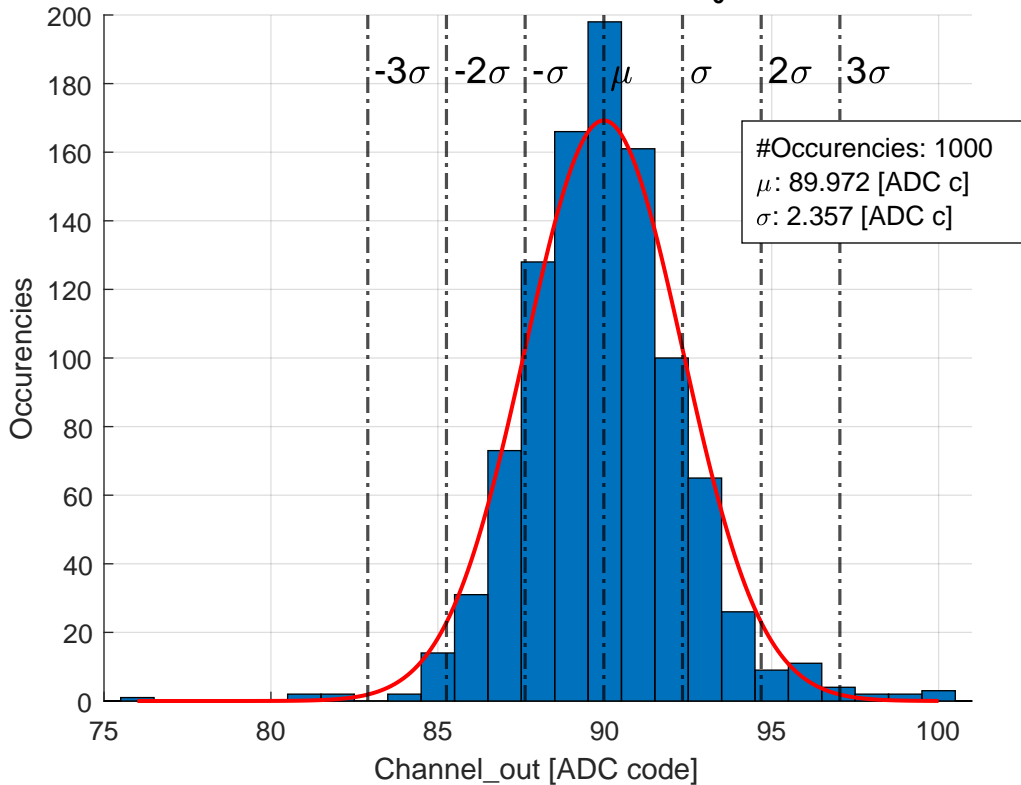 200
180
160
140
120
100
80
60
40
20
0
Occurencies
-3σ -2σ -σ μ σ 2σ 3σ
#Occurencies: 1000
μ: 89.972 [ADC c]
σ: 2.357 [ADC c]
75 80 85 90 95 100
Channel_out [ADC code]